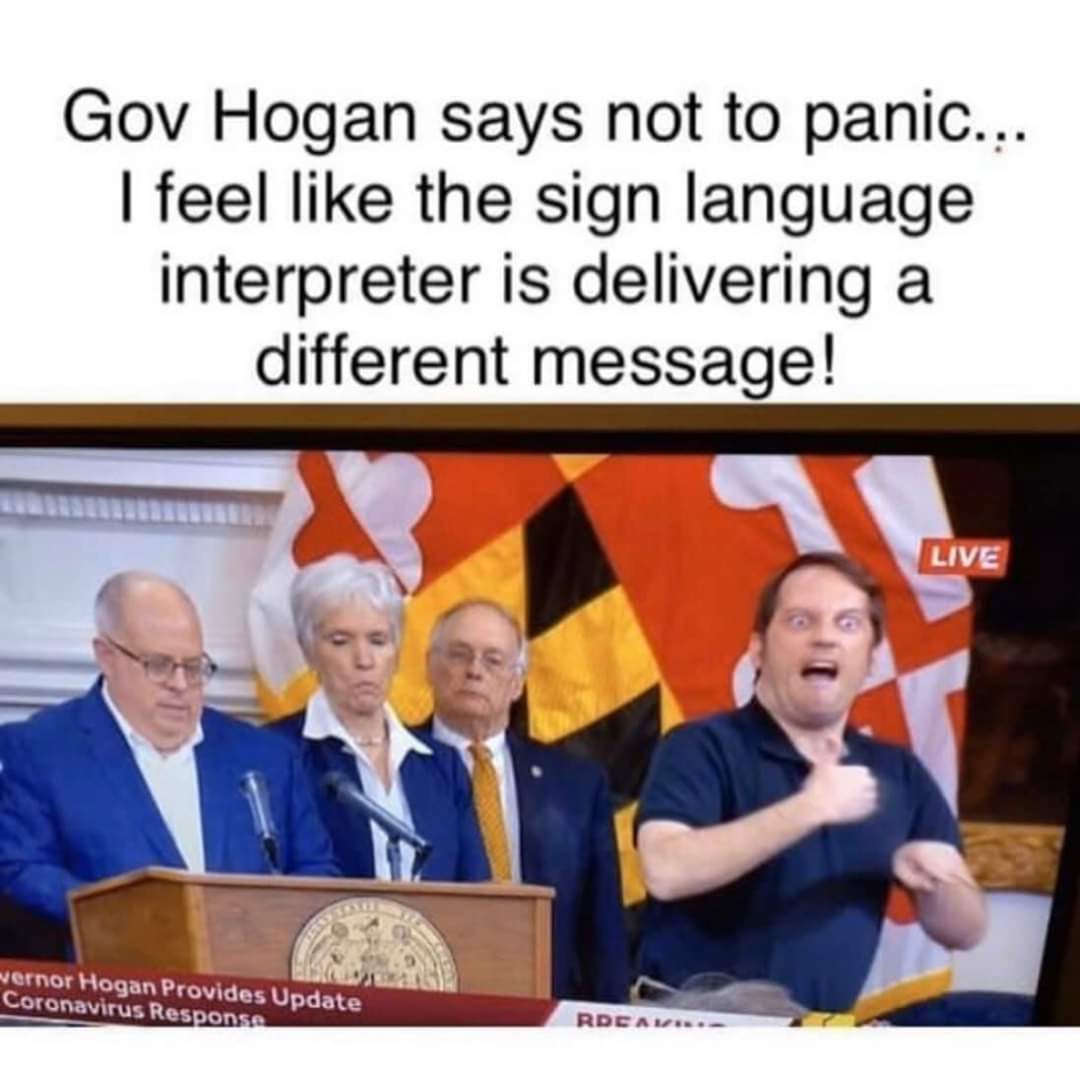 Gov Hogan says not to panic...
I feel like the sign language
interpreter is delivering a
different message!
LIVE
vernor Hogan Provides Update
Coronavirus Response